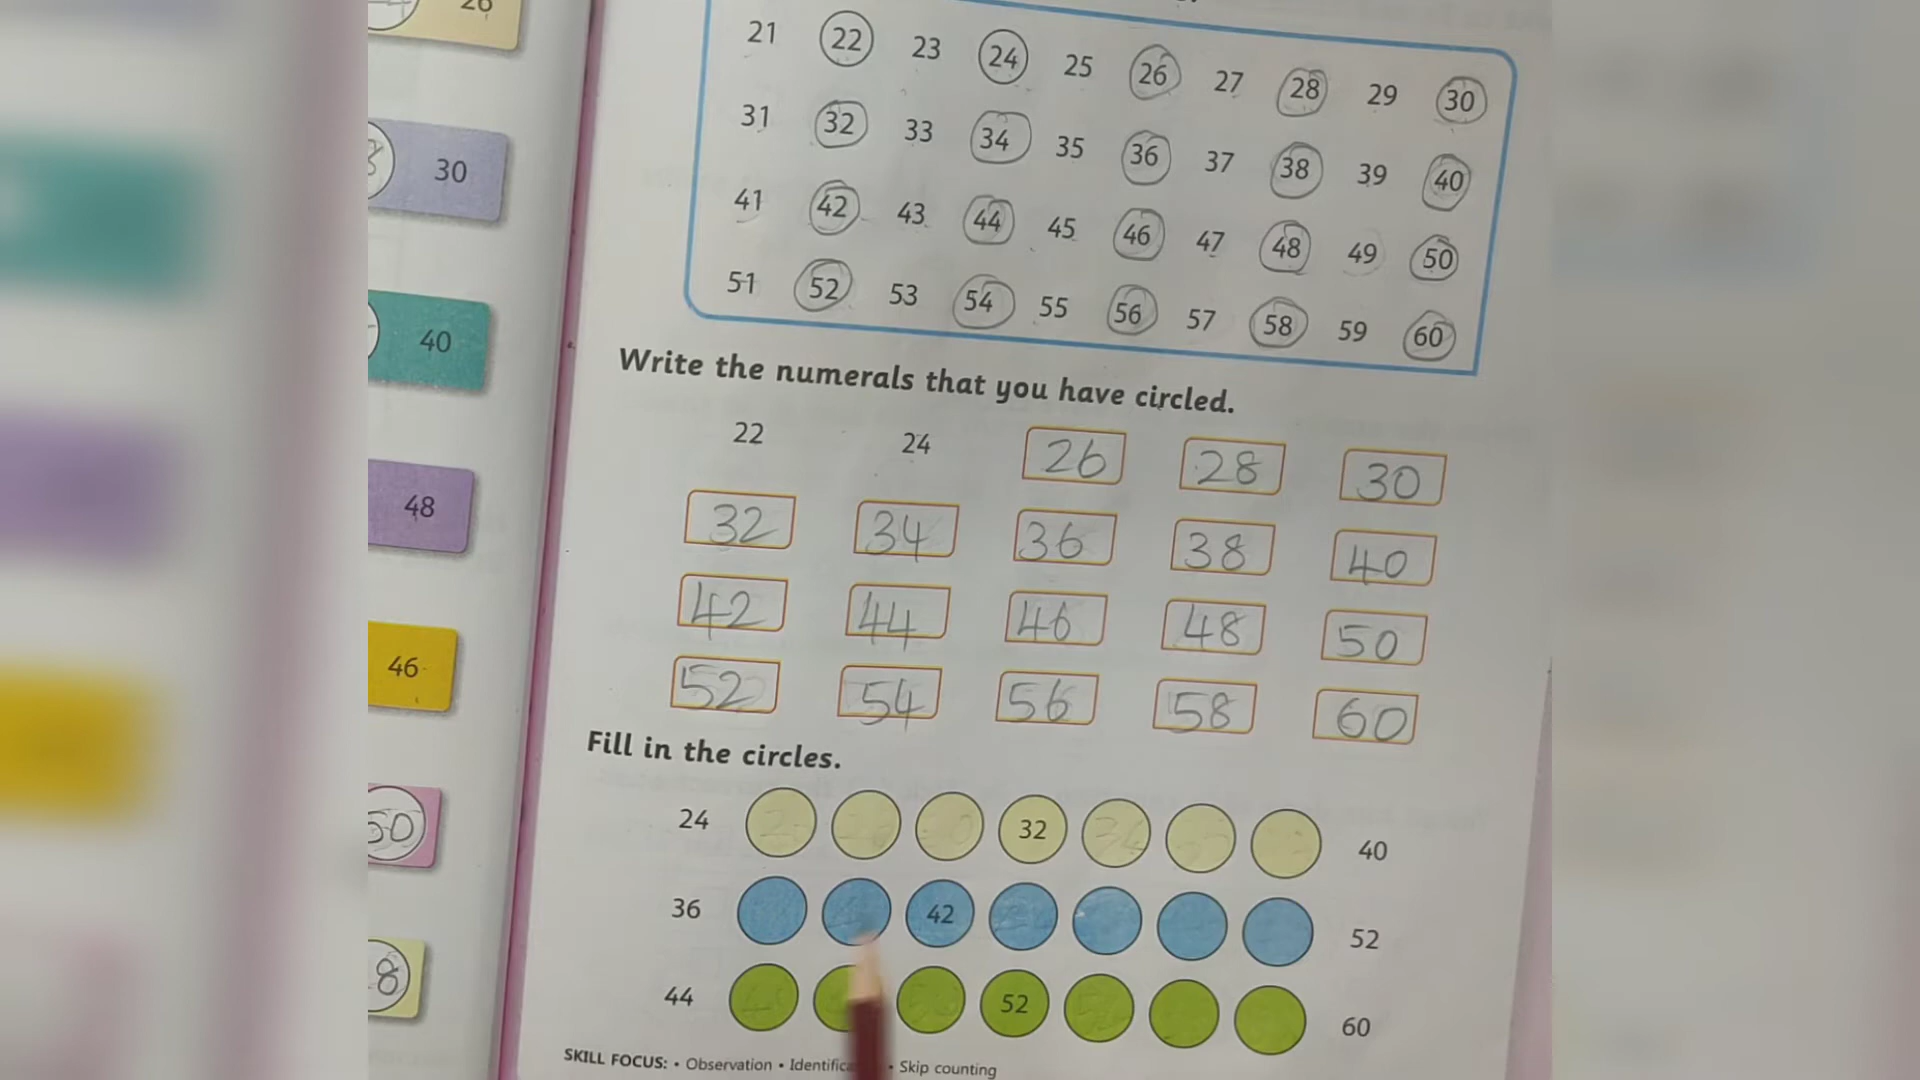 26
30
40
48
46
50
8
21 22 23 24 25 26 27 28 29 30
31 32 33 34 35 36 37 38 39 40
41 42 43 44 45 46 47 48 49 50
51 52 53 54 55 56 57 58 59 60
Write the numerals that you have circled.
22 24 26 28 30
32 34 36 38 40
42 44 46 48 50
52 54 56 58 60
Fill in the circles.
24 32 34 40
36 42 52
44 52 60
SKILL FOCUS: • Observation • • Skip counting